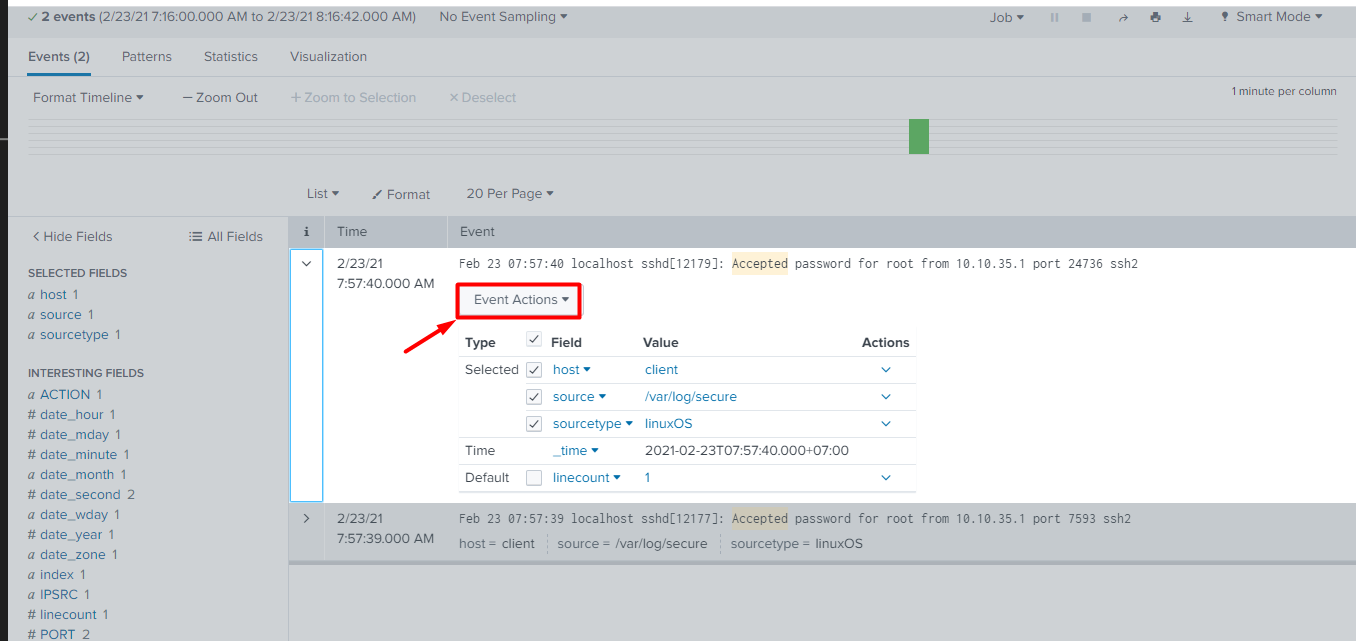 2 events (2/23/21 7:16:00.000 AM to 2/23/21 8:16:42.000 AM) No Event Sampling Job Smart Mode
Events (2) Patterns Statistics Visualization
Format Timeline — Zoom Out + Zoom to Selection × Deselect 1 minute per column
List Format 20 Per Page
< Hide Fields All Fields
SELECTED FIELDS
a host 1
a source 1
a sourcetype 1
INTERESTING FIELDS
a ACTION 1
# date_hour 1
# date_mday 1
# date_minute 1
a date_month 1
# date_second 2
a date_wday 1
# date_year 1
a date_zone 1
a index 1
a IPSRC 1
# linecount 1
# PORT 2
i Time Event
2/23/21
7:57:40.000 AM
Feb 23 07:57:40 localhost sshd[12179]: Accepted password for root from 10.10.35.1 port 24736 ssh2
Event Actions
Type Field Value Actions
Selected host client
source /var/log/secure
sourcetype linuxOS
Time _time 2021-02-23T07:57:40.000+07:00
Default linecount 1
2/23/21
7:57:39.000 AM
Feb 23 07:57:39 localhost sshd[12177]: Accepted password for root from 10.10.35.1 port 7593 ssh2
host = client source = /var/log/secure sourcetype = linuxOS